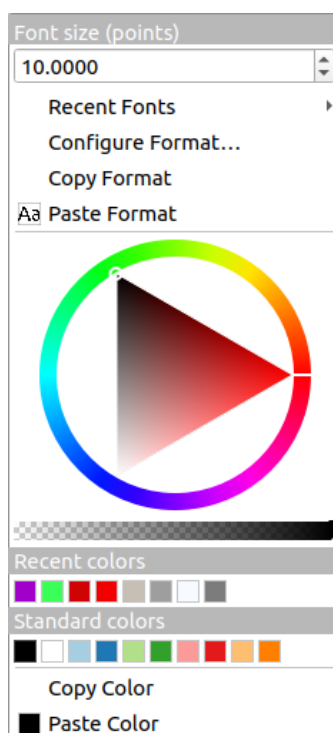 Font size (points)
10.0000
Recent Fonts
Configure Format...
Copy Format
Aa Paste Format
Recent colors
Standard colors
Copy Color
Paste Color